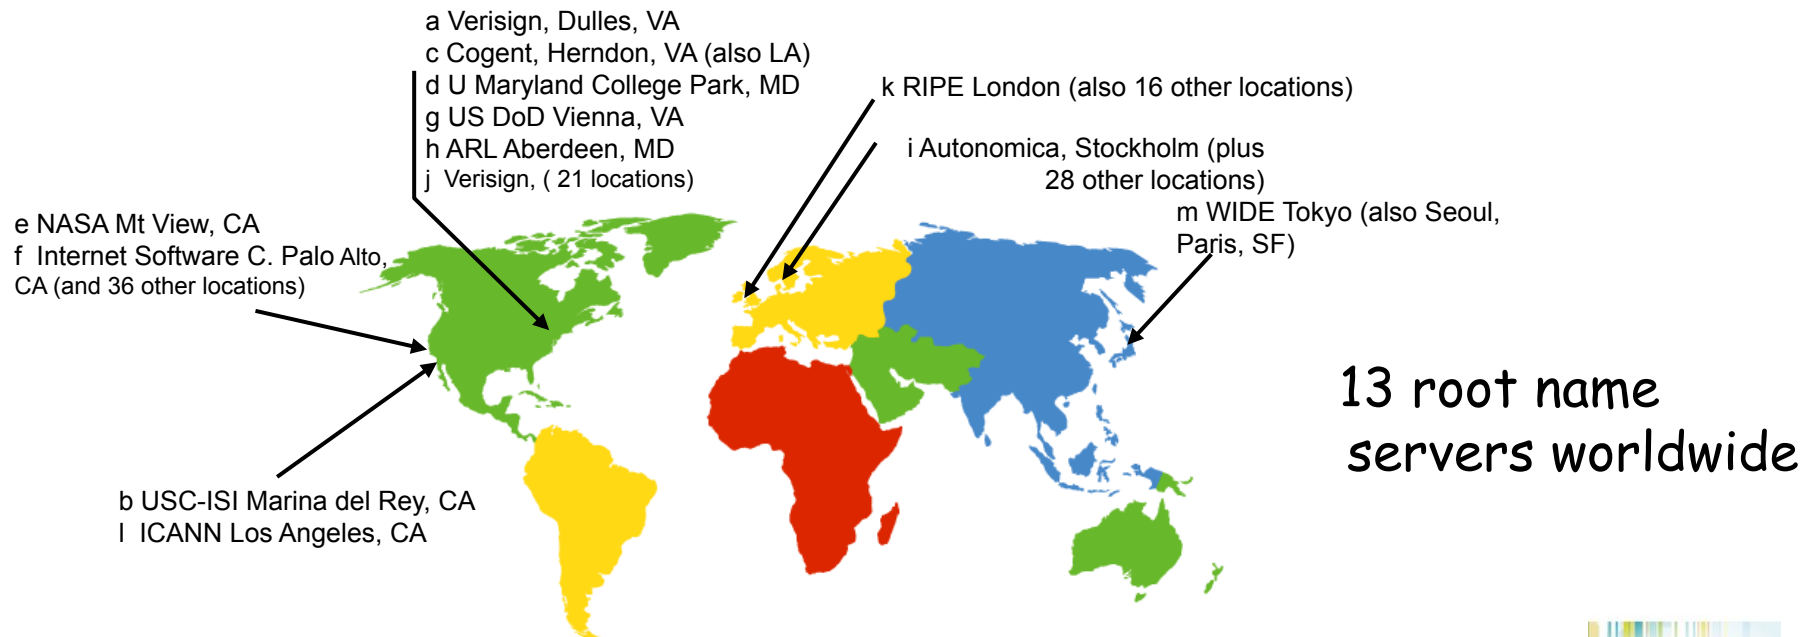 a Verisign, Dulles, VA
c Cogent, Herndon, VA (also LA)
d U Maryland College Park, MD
g US DoD Vienna, VA
h ARL Aberdeen, MD
j Verisign, ( 21 locations)
k RIPE London (also 16 other locations)
i Autonomica, Stockholm (plus
28 other locations)
m WIDE Tokyo (also Seoul,
Paris, SF)
e NASA Mt View, CA
f Internet Software C. Palo Alto,
CA (and 36 other locations)
13 root name
servers worldwide
b USC-ISI Marina del Rey, CA
l ICANN Los Angeles, CA